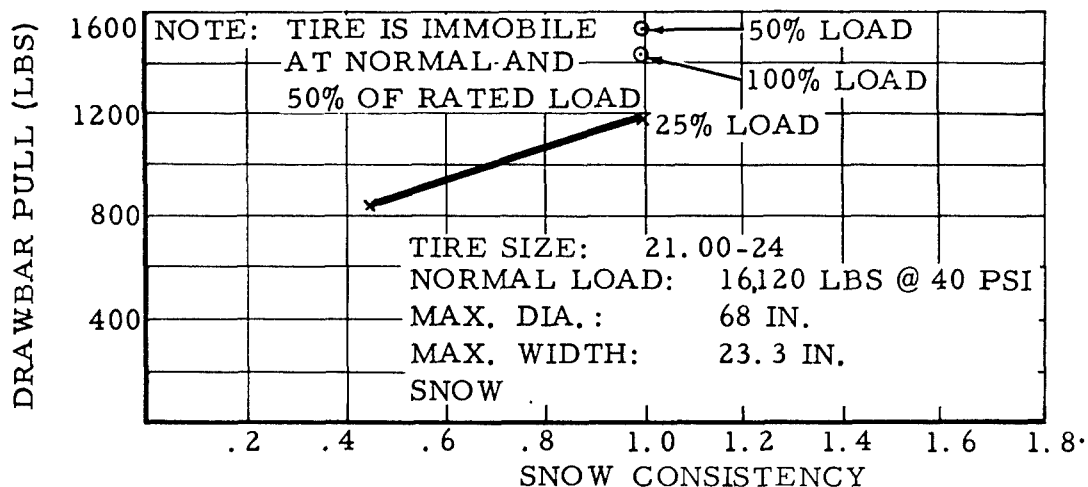 DRAWBAR PULL (LBS)
1600
1200
800
400
NOTE: TIRE IS IMMOBILE
AT NORMAL AND
50% OF RATED LOAD
50% LOAD
100% LOAD
25% LOAD
TIRE SIZE: 21.00-24
NORMAL LOAD: 16,120 LBS @ 40 PSI
MAX. DIA.: 68 IN.
MAX. WIDTH: 23.3 IN.
SNOW
.2 .4 .6 .8 1.0 1.2 1.4 1.6 1.8
SNOW CONSISTENCY